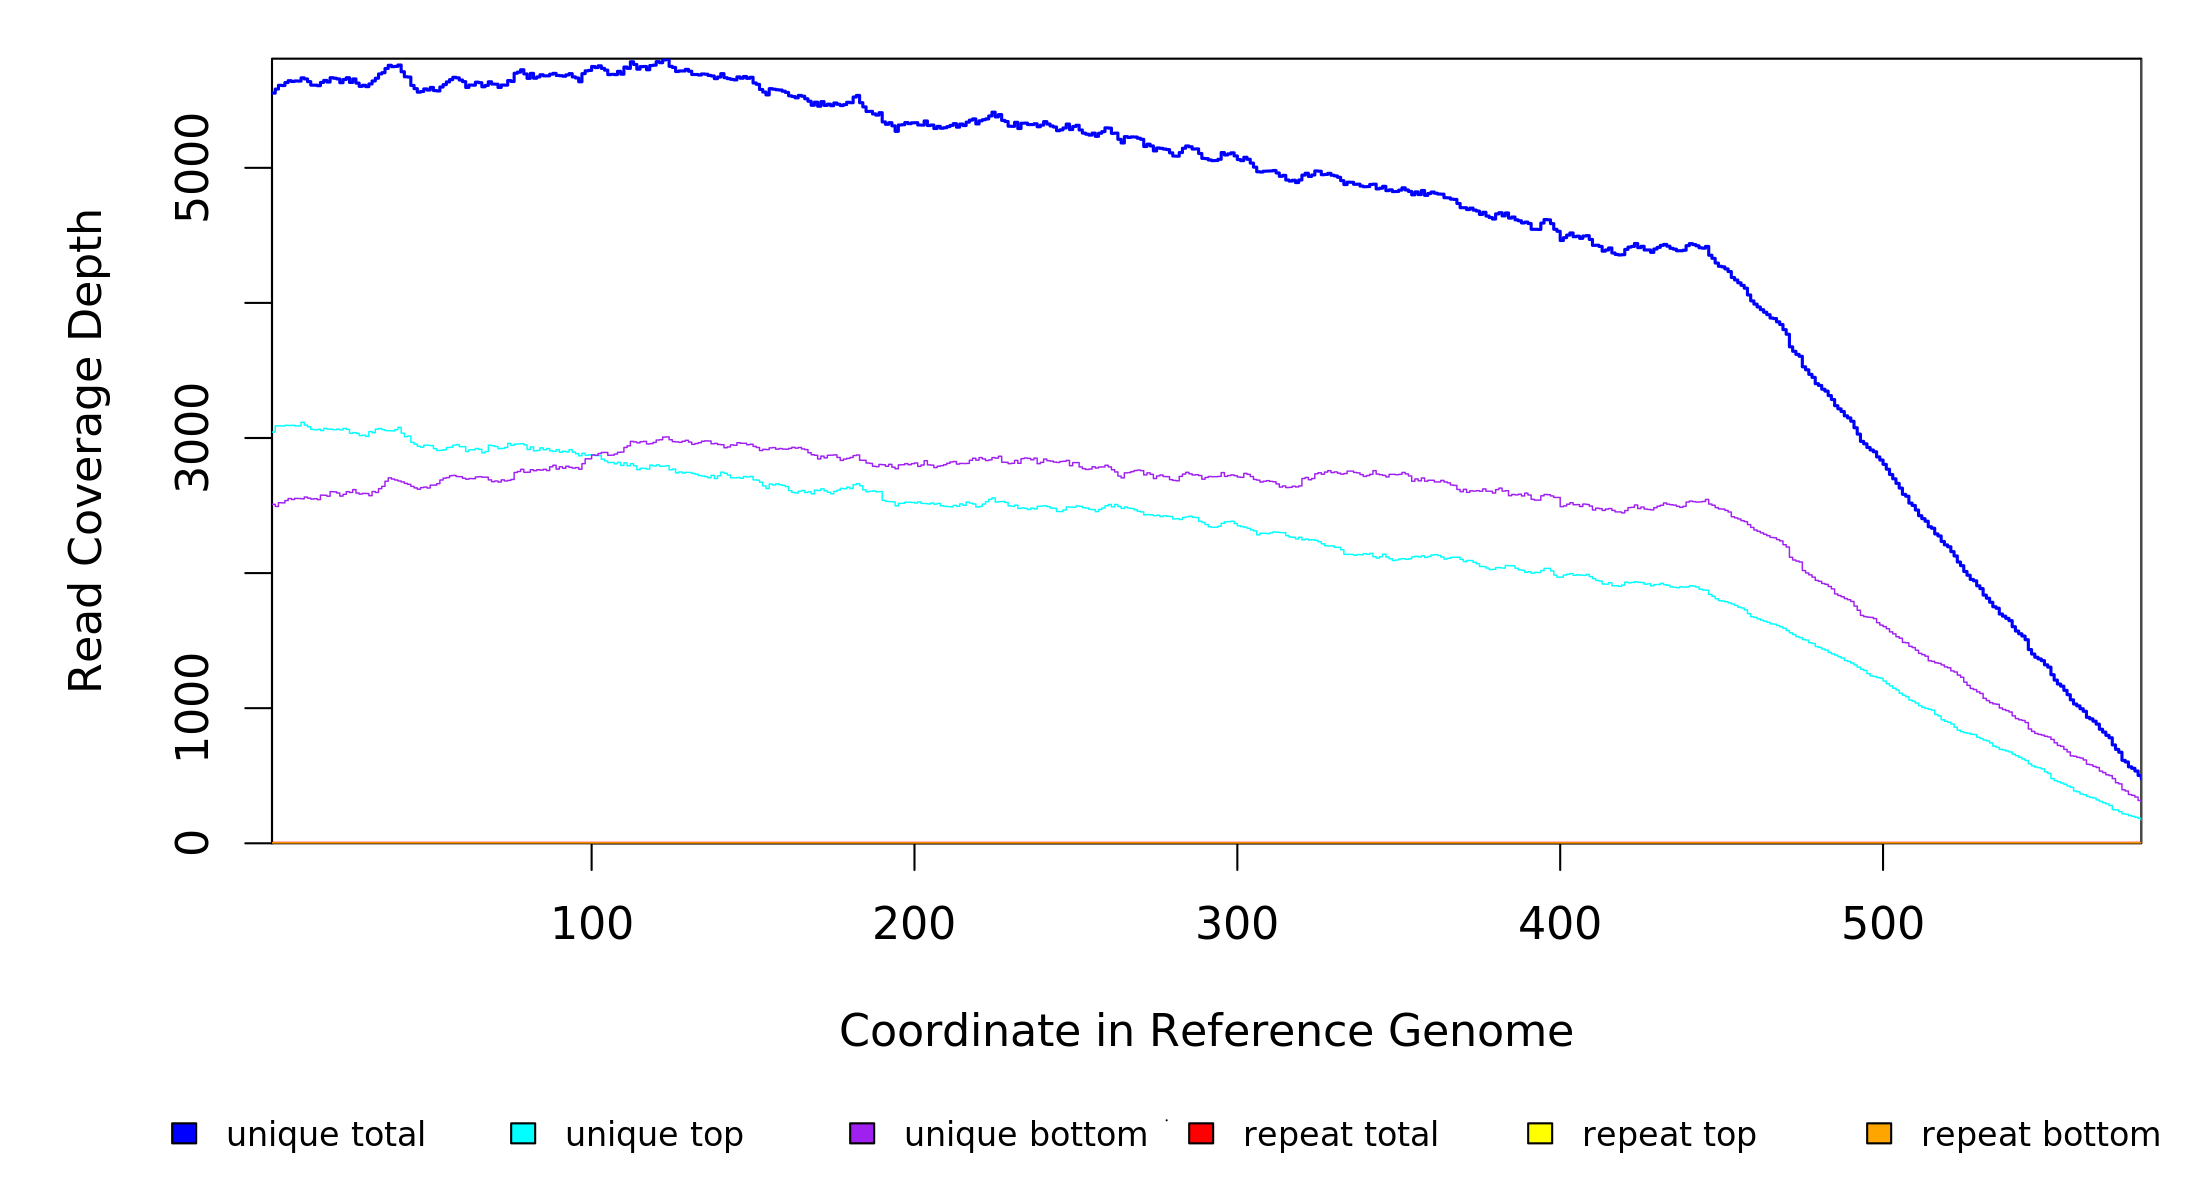 Read Coverage Depth
5000
3000
1000
0
100 200 300 400 500
Coordinate in Reference Genome
unique total unique top unique bottom repeat total repeat top repeat bottom